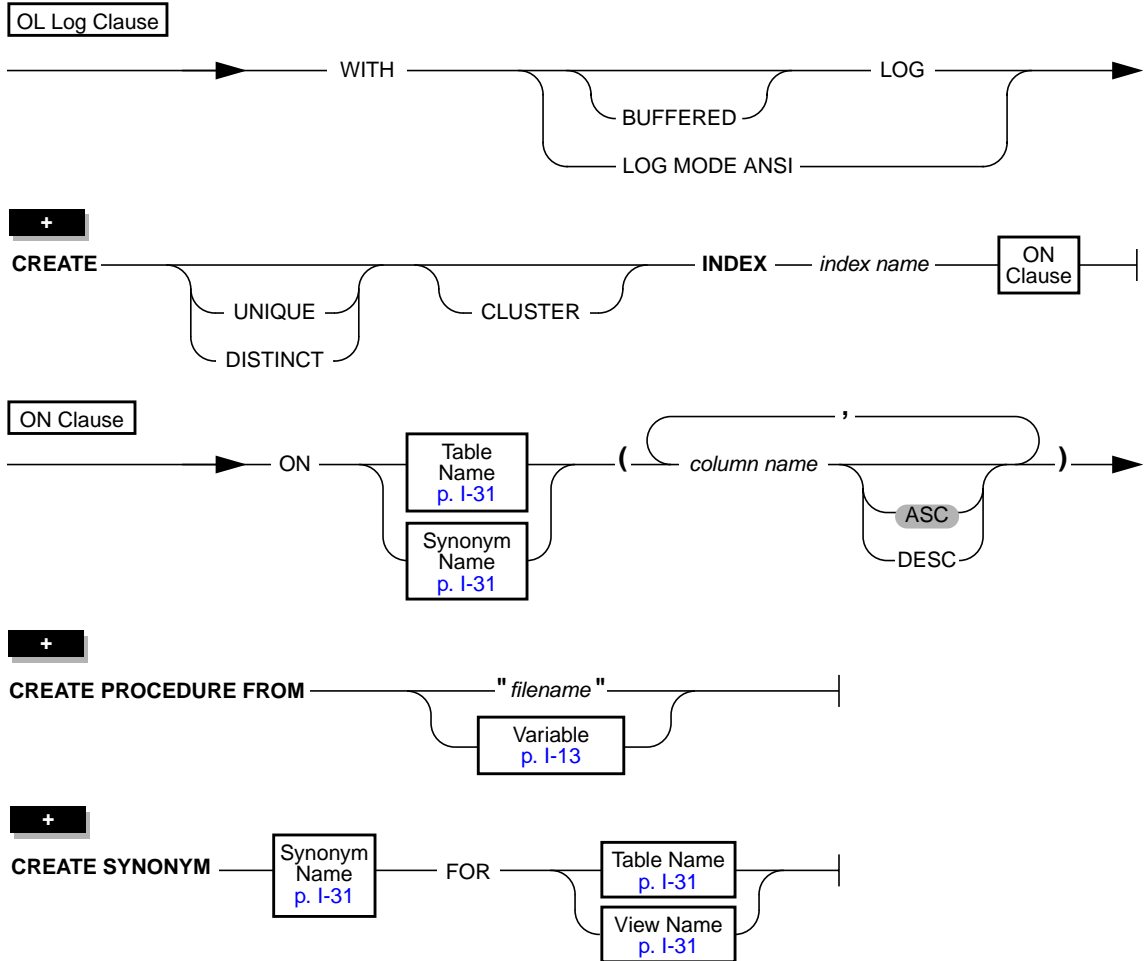 OL Log Clause
WITH
LOG
BUFFERED
LOG MODE ANSI
+
CREATE
INDEX
index name
ON
Clause
UNIQUE
CLUSTER
DISTINCT
ON Clause
,
ON
Table
Name
p. I-31
(
column name
)
ASC
Synonym
Name
p. I-31
DESC
+
CREATE PROCEDURE FROM
"filename"
Variable
p. I-13
+
CREATE SYNONYM
Synonym
Name
p. I-31
FOR
Table Name
p. I-31
View Name
p. I-31